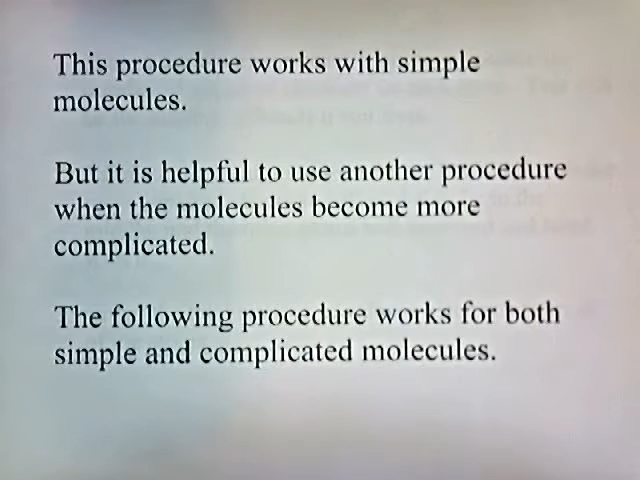 This procedure works with simple
molecules.
But it is helpful to use another procedure
when the molecules become more
complicated.
The following procedure works for both
simple and complicated molecules.